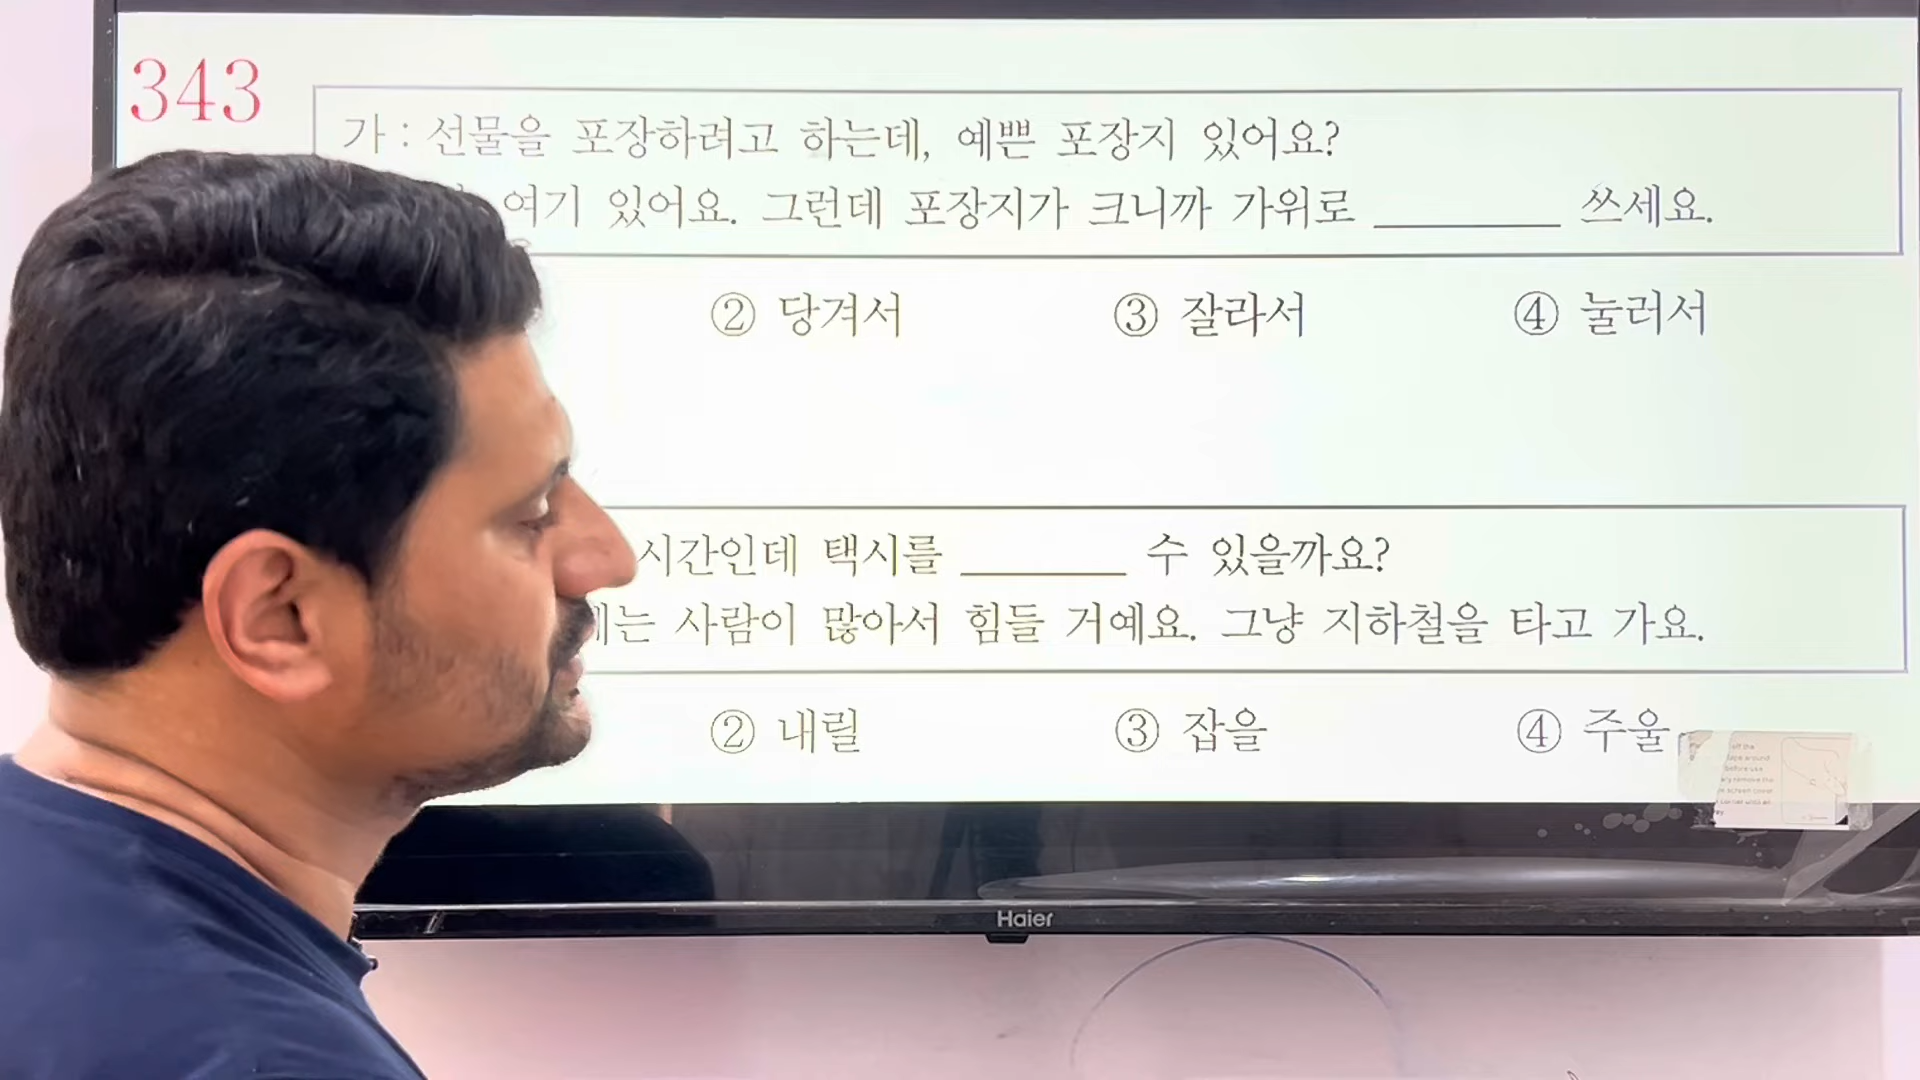 343
가 : 선물을 포장하려고 하는데, 예쁜 포장지 있어요?
여기 있어요. 그런데 포장지가 크니까 가위로 ________ 쓰세요.
② 당겨서 ③ 잘라서 ④ 눌러서
시간인데 택시를 ________ 수 있을까요?
에는 사람이 많아서 힘들 거예요. 그냥 지하철을 타고 가요.
② 내릴 ③ 잡을 ④ 주울
Haier